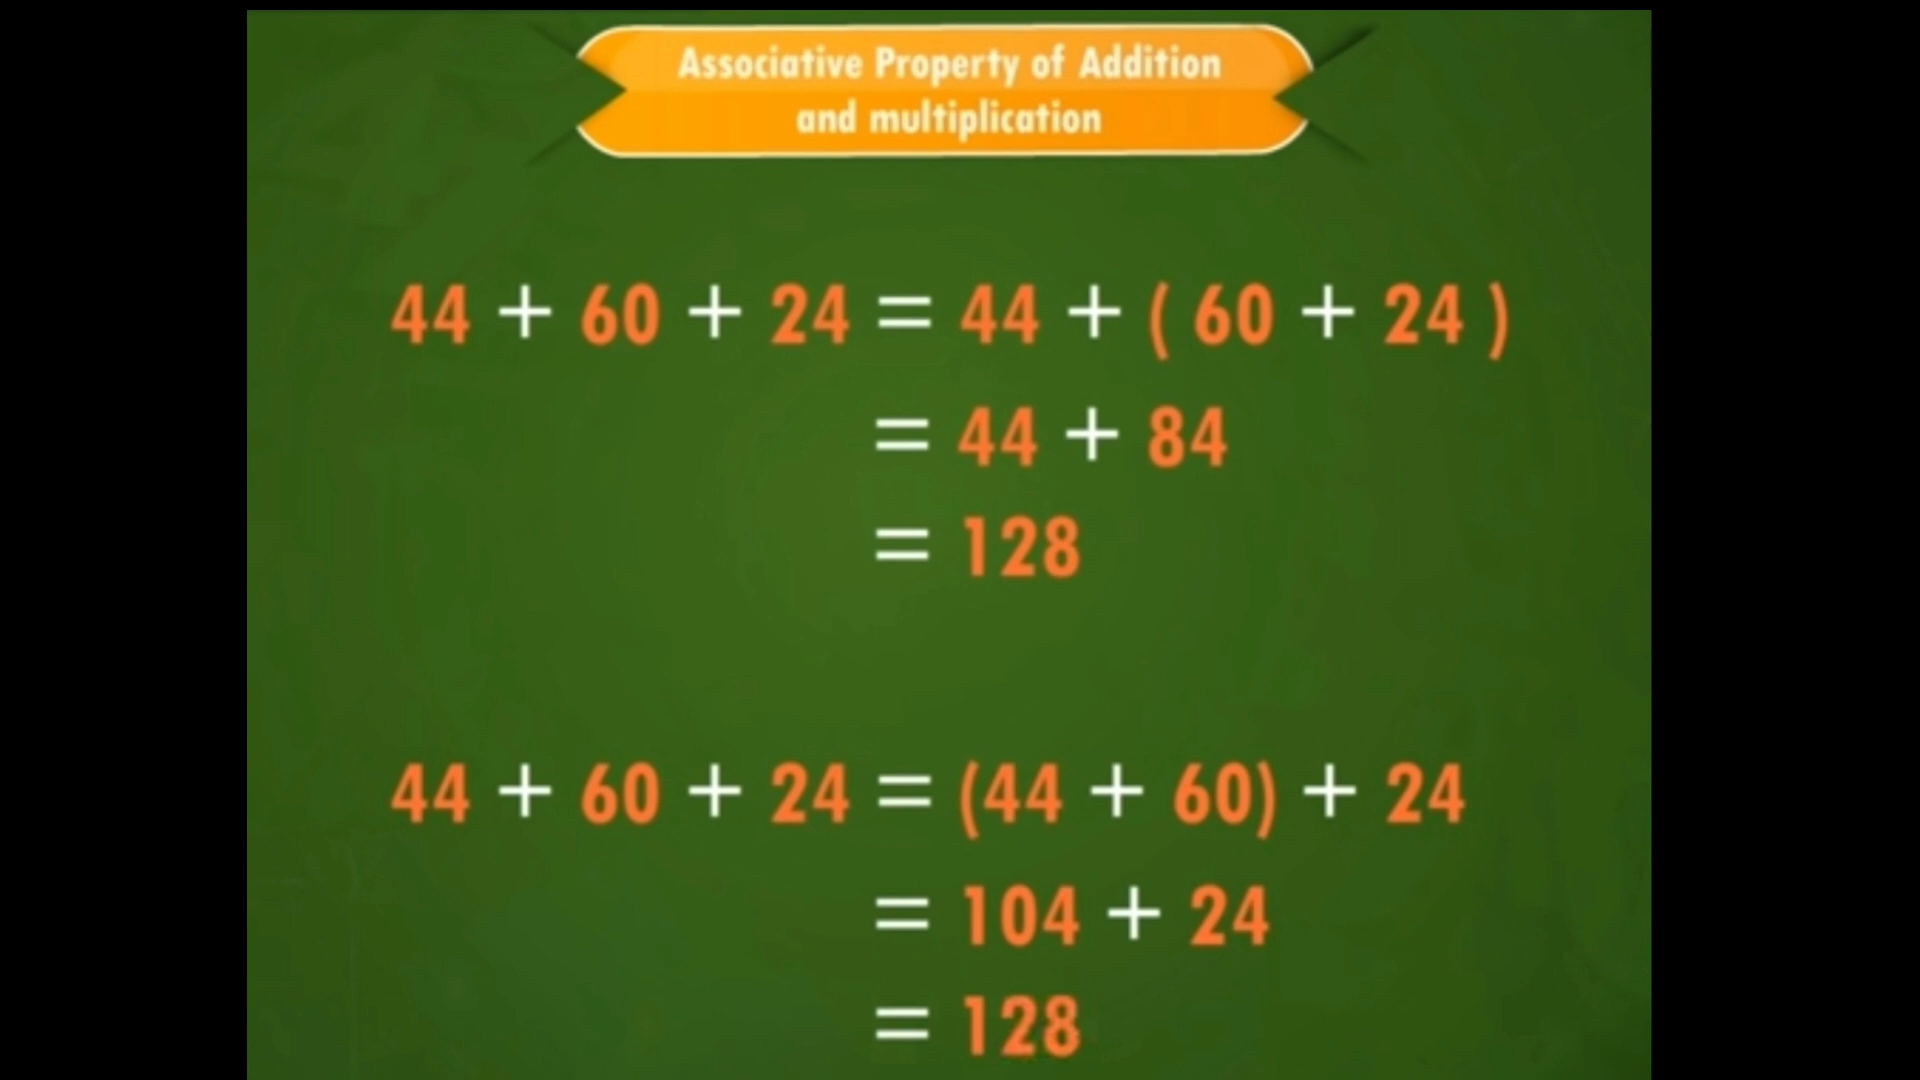 Associative Property of Addition
and multiplication
44 + 60 + 24 = 44 + ( 60 + 24 )
= 44 + 84
= 128
44 + 60 + 24 = (44 + 60) + 24
= 104 + 24
= 128